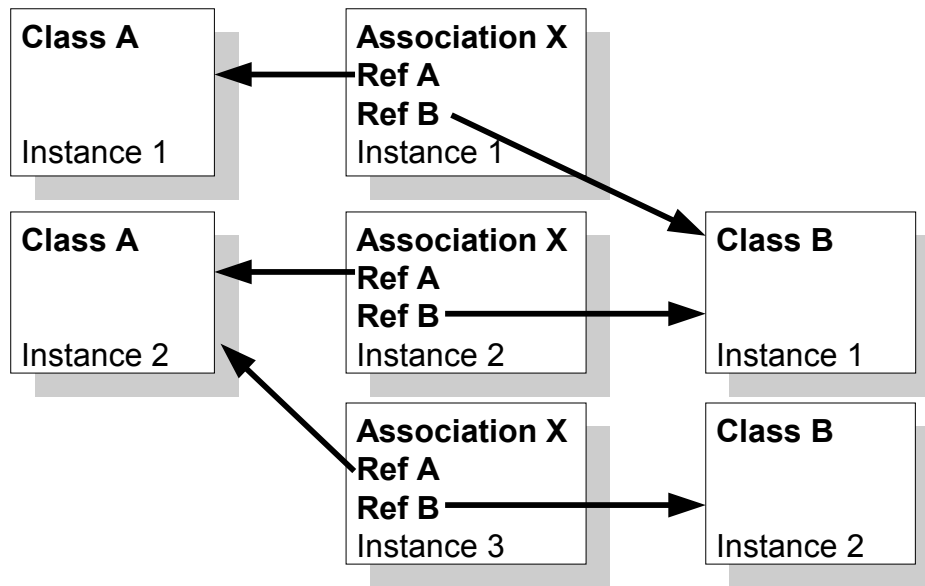 Class A
Instance 1
Association X
Ref A
Ref B
Instance 1
Class A
Instance 2
Association X
Ref A
Ref B
Instance 2
Class B
Instance 1
Association X
Ref A
Ref B
Instance 3
Class B
Instance 2